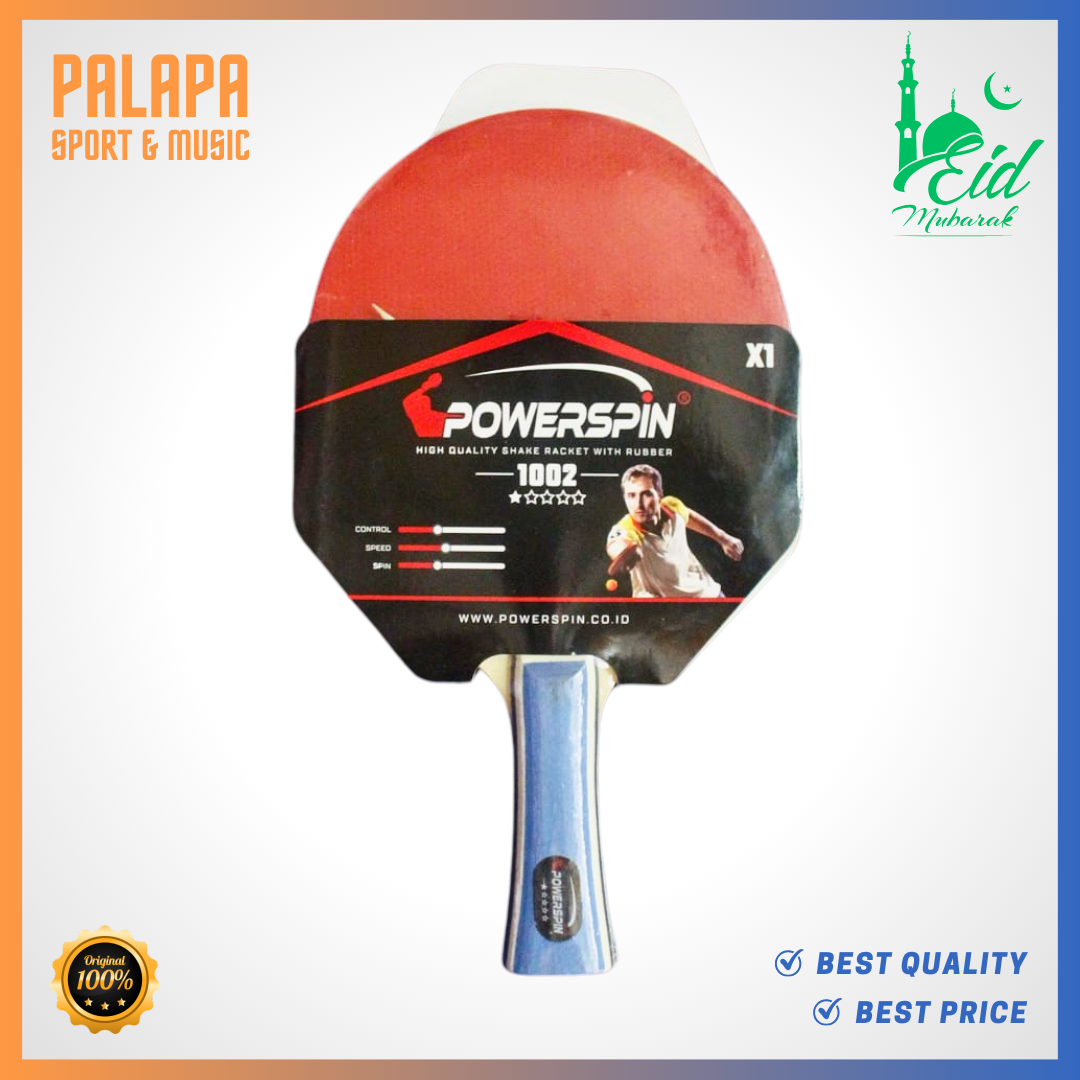 PALAPA
SPORT & MUSIC
Eid
Mubarak
X1
POWERSPIN
HIGH QUALITY SHAKE RACKET WITH RUBBER
1002
CONTROL
SPEED
SPIN
WWW.POWERSPIN.CO.ID
POWERSPIN
Original
100%
BEST QUALITY
BEST PRICE